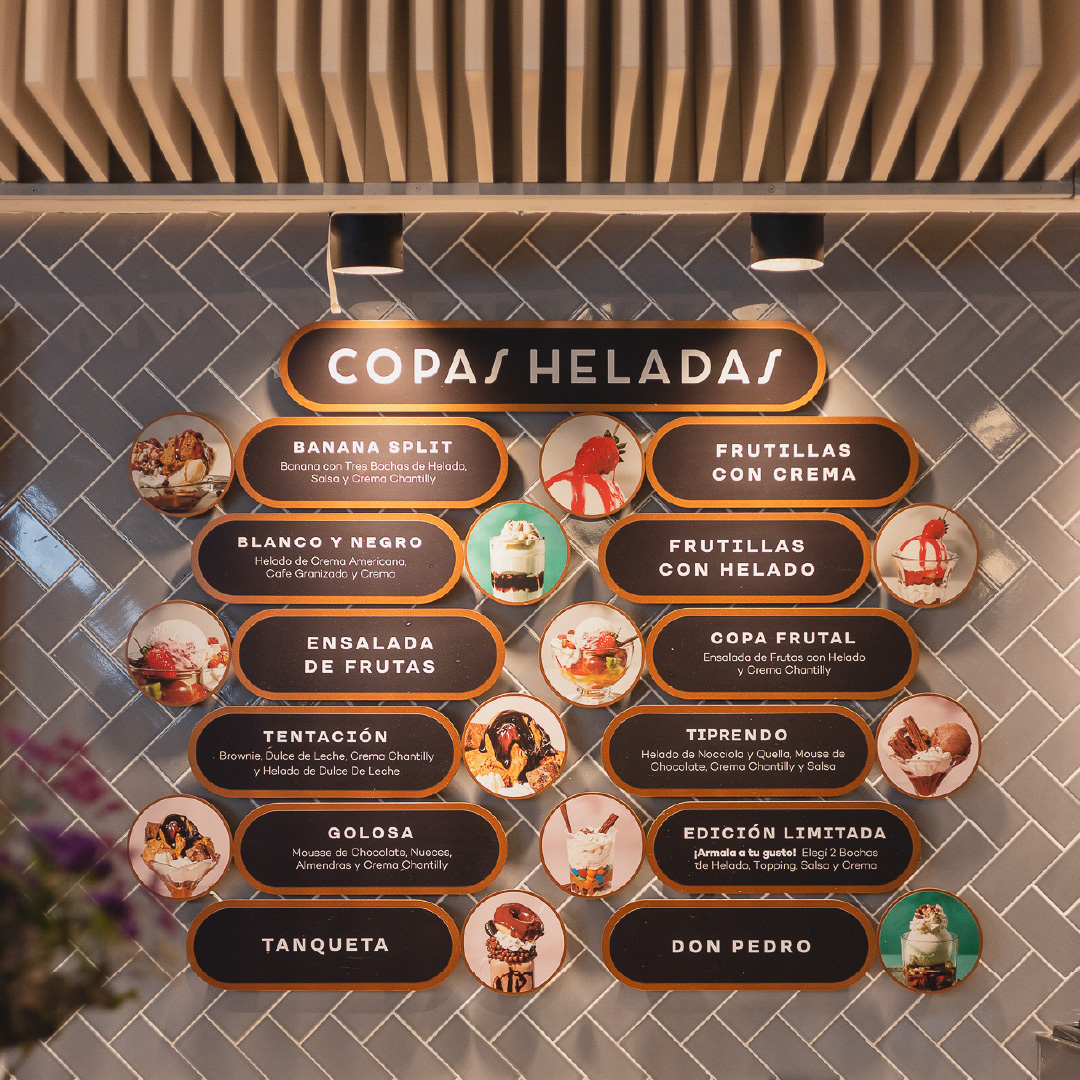 COPAS HELADAS
BANANA SPLIT
Banana con Tres Bochas de Helado,
Salsa y Crema Chantilly
BLANCO Y NEGRO
Helado de Crema Americana,
Cafe Granizado y Crema
ENSALADA
DE FRUTAS
TENTACIÓN
Brownie, Dulce de Leche, Crema Chantilly
y Helado de Dulce De Leche
GOLOSA
Mousse de Chocolate, Nueces,
Almendras y Crema Chantilly
TANQUETA
FRUTILLAS
CON CREMA
FRUTILLAS
CON HELADO
COPA FRUTAL
Ensalada de Frutas con Helado
y Crema Chantilly
TIPRENDO
Helado de Nocciola y Quella, Mouse de
Chocolate, Crema Chantilly y Salsa
EDICIÓN LIMITADA
¡Armala a tu gusto! Elegí 2 Bochas
de Helado, Topping, Salsa y Crema
DON PEDRO